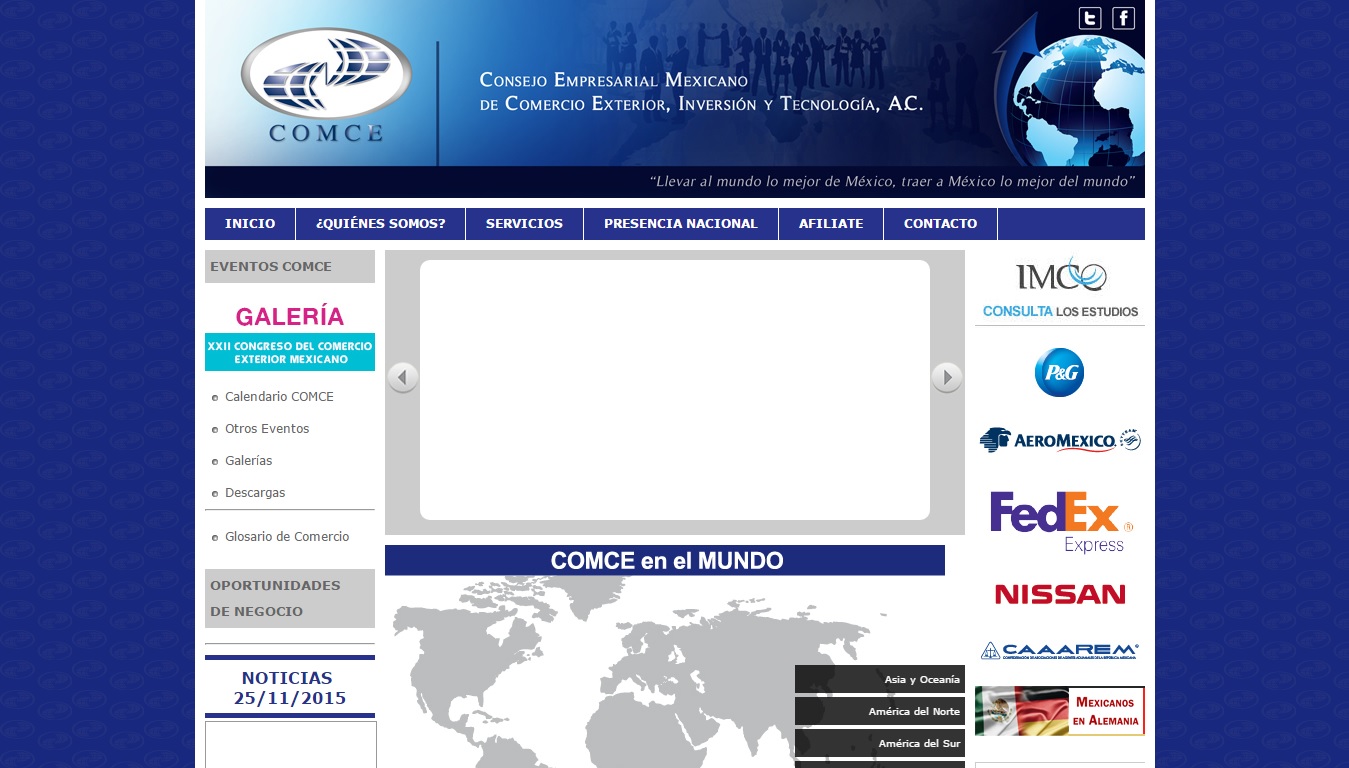 COMCE
Consejo Empresarial Mexicano
de Comercio Exterior, Inversión y Tecnología, A.C.
“Llevar al mundo lo mejor de México, traer a México lo mejor del mundo”
INICIO
¿QUIÉNES SOMOS?
SERVICIOS
PRESENCIA NACIONAL
AFILIATE
CONTACTO
EVENTOS COMCE
GALERÍA
XXII CONGRESO DEL COMERCIO
EXTERIOR MEXICANO
Calendario COMCE
Otros Eventos
Galerías
Descargas
Glosario de Comercio
OPORTUNIDADES
DE NEGOCIO
NOTICIAS
25/11/2015
COMCE en el MUNDO
Asia y Oceanía
América del Norte
América del Sur
IMCO
CONSULTA LOS ESTUDIOS
P&G
AEROMEXICO.
FedEx
Express
NISSAN
CAAAREM
Mexicanos
en Alemania